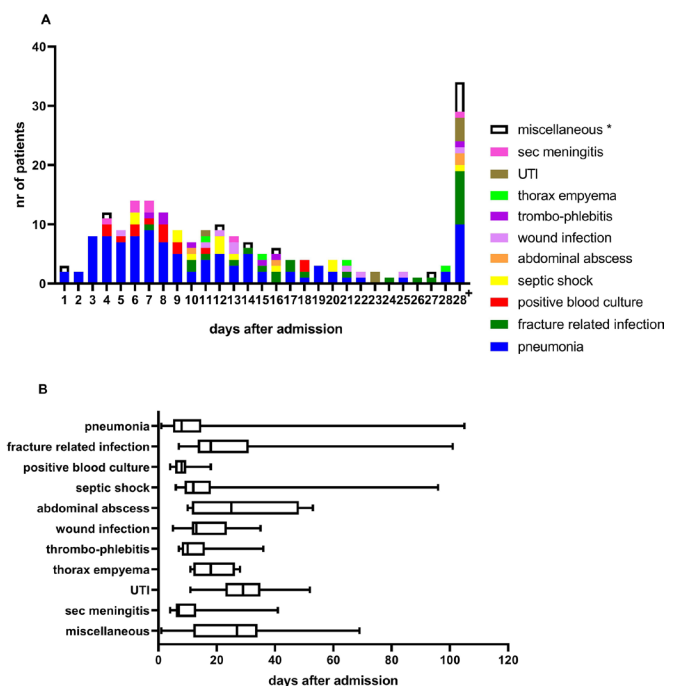 A
40
30
20
10
0
nr of patients
1 2 3 4 5 6 7 8 9 10 11 12 13 14 15 16 17 18 19 20 21 22 23 24 25 26 27 28 28+
days after admission
miscellaneous *
sec meningitis
UTI
thorax empyema
trombo-phlebitis
wound infection
abdominal abscess
septic shock
positive blood culture
fracture related infection
pneumonia
B
pneumonia
fracture related infection
positive blood culture
septic shock
abdominal abscess
wound infection
thrombo-phlebitis
thorax empyema
UTI
sec meningitis
miscellaneous
0 20 40 60 80 100 120
days after admission